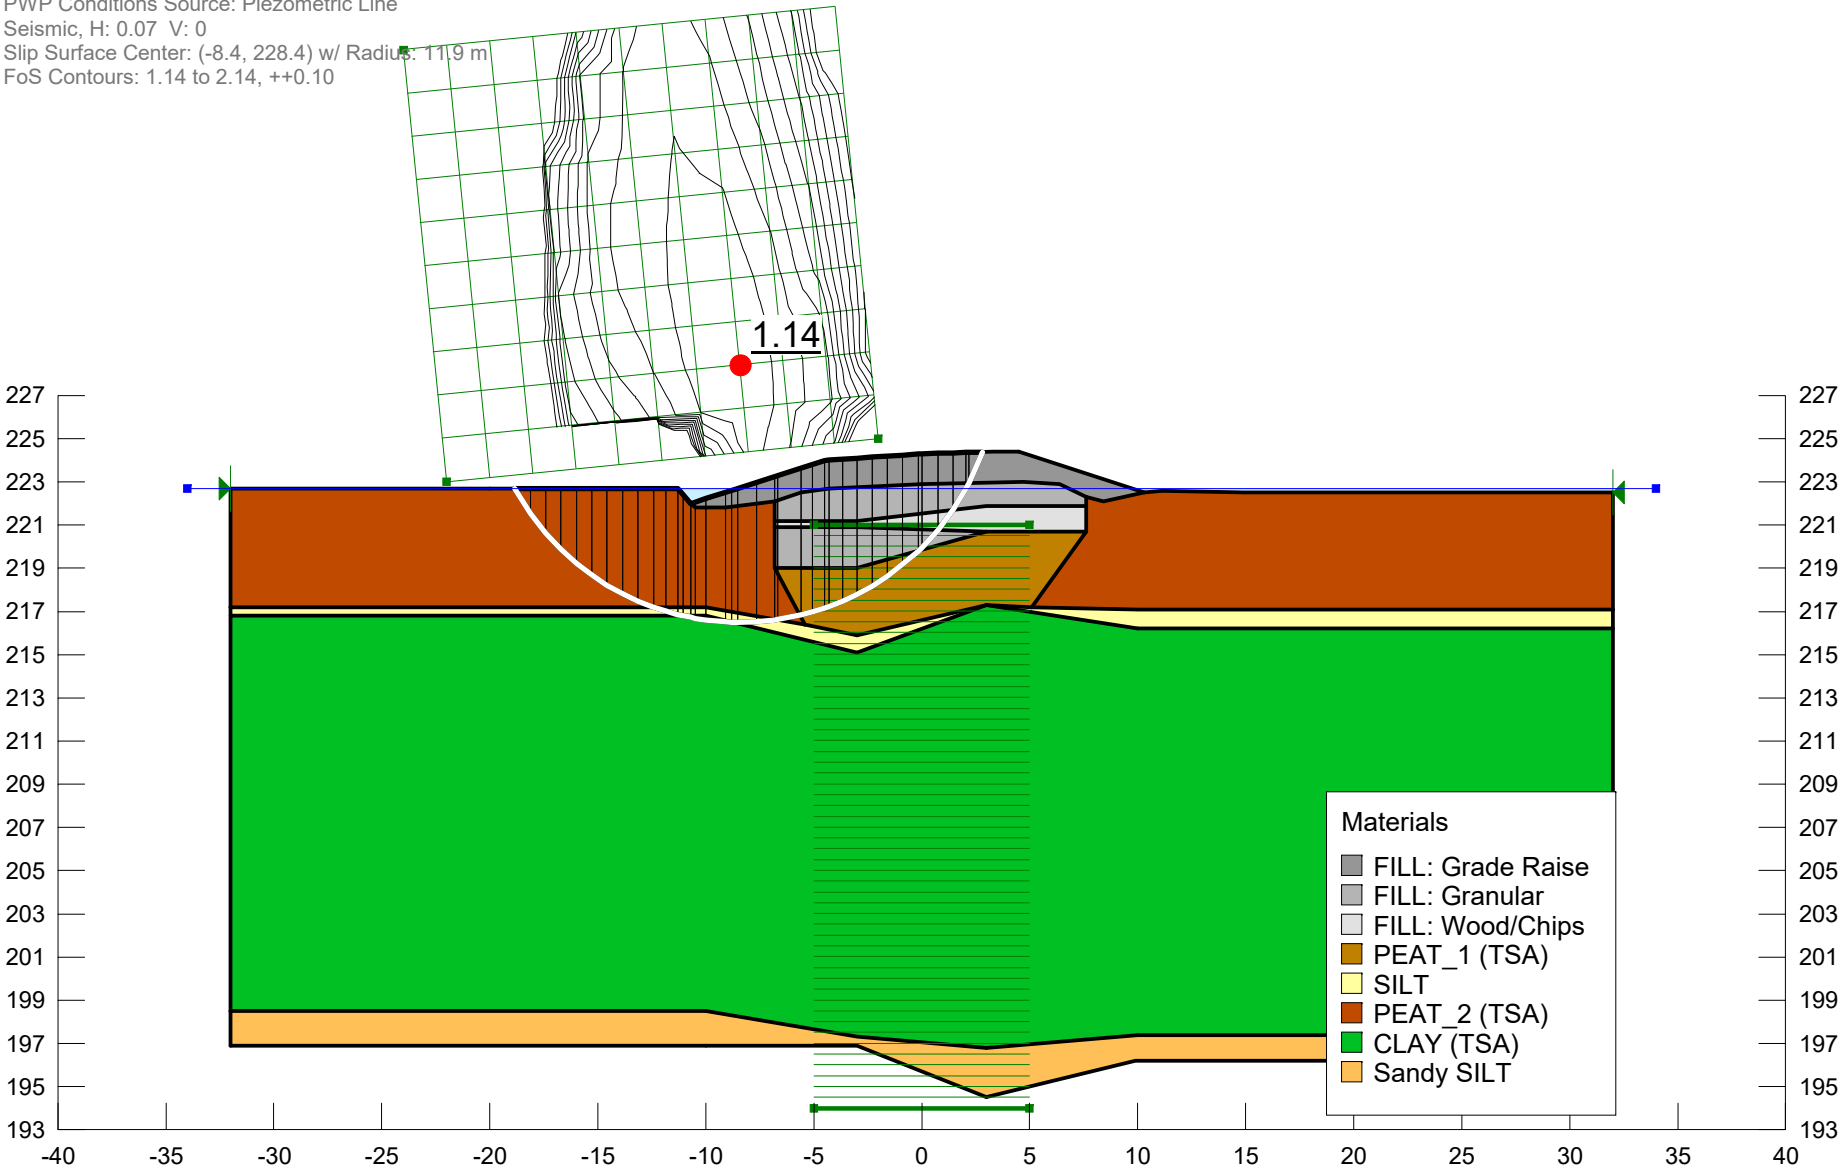 PWP Conditions Source: Piezometric Line
Seismic, H: 0.07  V: 0
Slip Surface Center: (-8.4, 228.4) w/ Radius: 11.9 m
FoS Contours: 1.14 to 2.14, ++0.10
1.14
227 227
225 225
223 223
221 221
219 219
217 217
215 215
213 213
211 211
209 209
207 207
205 205
203 203
201 201
199 199
197 197
195 195
193 193
Materials
FILL: Grade Raise
FILL: Granular
FILL: Wood/Chips
PEAT_1 (TSA)
SILT
PEAT_2 (TSA)
CLAY (TSA)
Sandy SILT
-40 -35 -30 -25 -20 -15 -10 -5 0 5 10 15 20 25 30 35 40